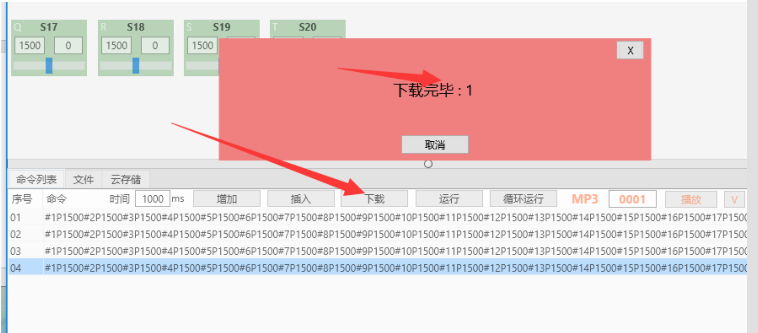 Q S17 R S18 S S19 T S20
1500 0 1500 0 1500
X
下载完毕 : 1
取消
命令列表 文件 云存储
序号 命令 时间 1000 ms 增加 插入 下载 运行 循环运行 MP3 0001 播放 V
01 #1P1500#2P1500#3P1500#4P1500#5P1500#6P1500#7P1500#8P1500#9P1500#10P1500#11P1500#12P1500#13P1500#14P1500#15P1500#16P1500#17P1500
02 #1P1500#2P1500#3P1500#4P1500#5P1500#6P1500#7P1500#8P1500#9P1500#10P1500#11P1500#12P1500#13P1500#14P1500#15P1500#16P1500#17P1500
03 #1P1500#2P1500#3P1500#4P1500#5P1500#6P1500#7P1500#8P1500#9P1500#10P1500#11P1500#12P1500#13P1500#14P1500#15P1500#16P1500#17P1500
04 #1P1500#2P1500#3P1500#4P1500#5P1500#6P1500#7P1500#8P1500#9P1500#10P1500#11P1500#12P1500#13P1500#14P1500#15P1500#16P1500#17P1500